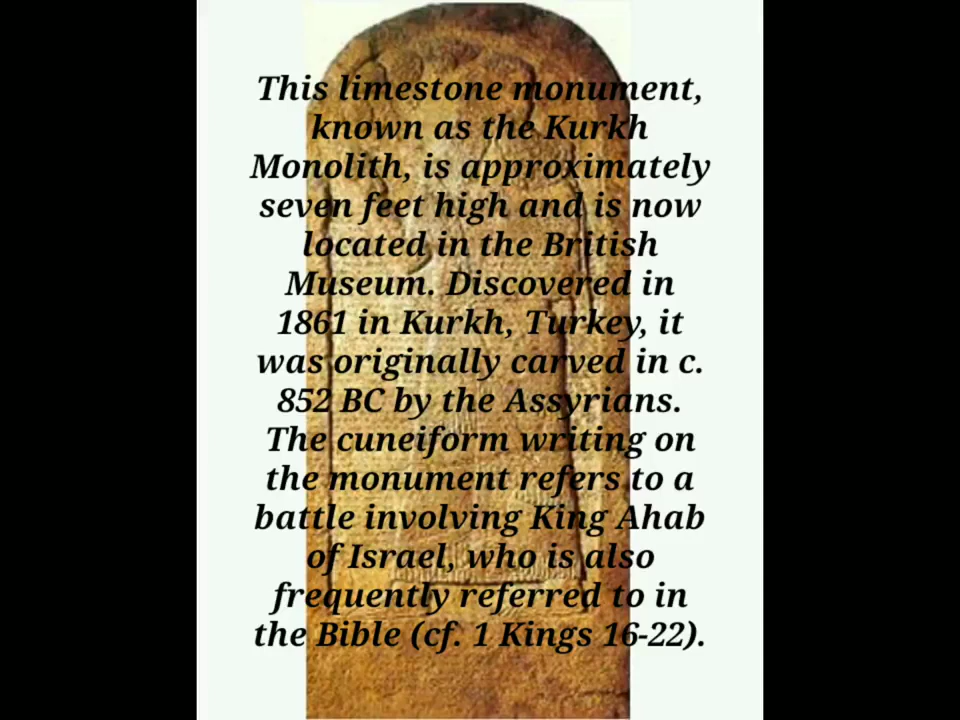 This limestone monument,
known as the Kurkh
Monolith, is approximately
seven feet high and is now
located in the British
Museum. Discovered in
1861 in Kurkh, Turkey, it
was originally carved in c.
852 BC by the Assyrians.
The cuneiform writing on
the monument refers to a
battle involving King Ahab
of Israel, who is also
frequently referred to in
the Bible (cf. 1 Kings 16-22).